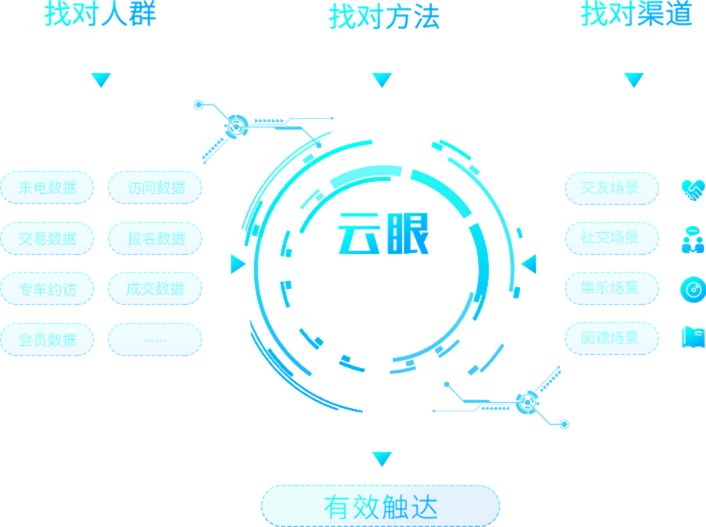 找对人群
找对方法
找对渠道
来电数据
访问数据
交易数据
报名数据
专车约访
成交数据
会员数据
······
云眼
交友场景
社交场景
娱乐场景
阅读场景
有效触达